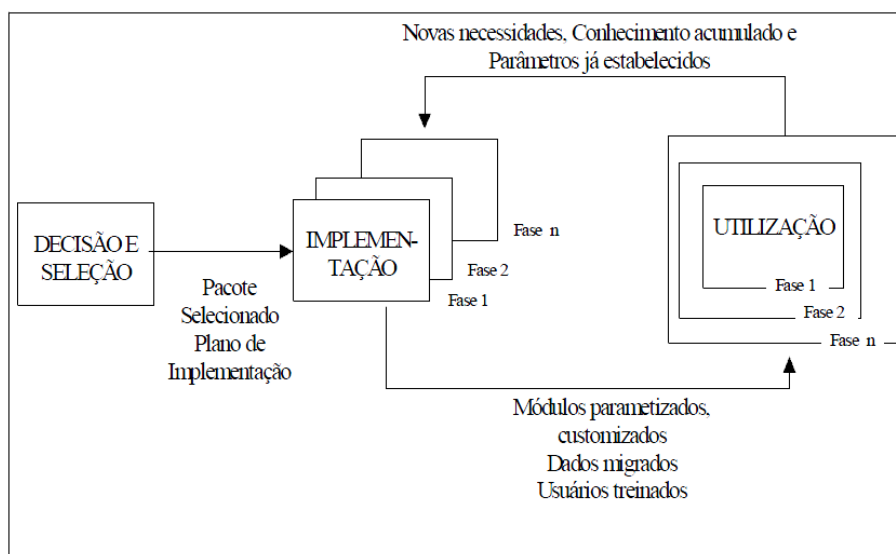 Novas necessidades, Conhecimento acumulado e
Parâmetros já estabelecidos
DECISÃO E
SELEÇÃO
Pacote
Selecionado
Plano de
Implementação
IMPLEMEN-
TAÇÃO
Fase n
Fase 2
Fase 1
UTILIZAÇÃO
Fase 1
Fase 2
Fase n
Módulos parametizados,
customizados
Dados migrados
Usuários treinados